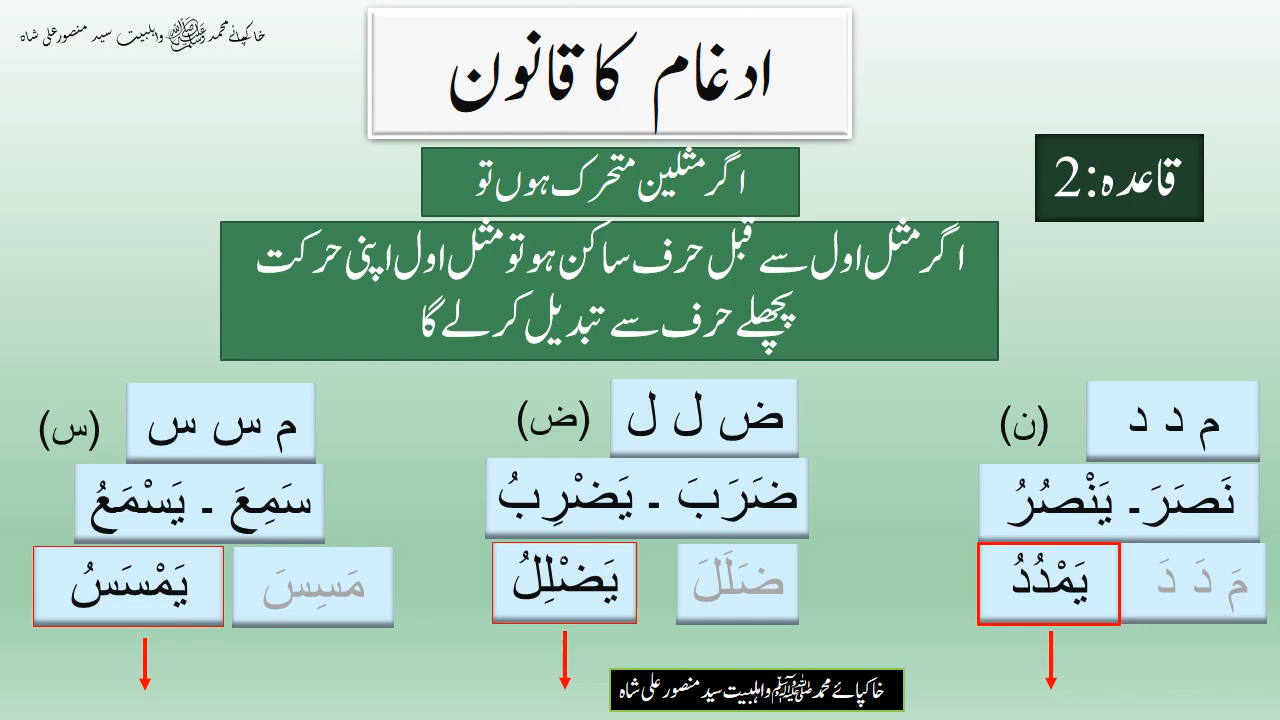 خاکپائے محمد ﷺ واہلبیت سید منصور علی شاہ
ادغام کا قانون
قاعدہ:2
اگر مثلین متحرک ہوں تو
اگر مثل اول سے قبل حرف ساکن ہو تو مثل اول اپنی حرکت
پچھلے حرف سے تبدیل کر لے گا
م د د (ن)
نَصَرَ ۔ يَنْصُرُ
مَ دَ دَ يَمْدُدُ
ض ل ل (ض)
ضَرَبَ ۔ يَضْرِبُ
ضَلَلَ يَضْلِلُ
م س س (س)
سَمِعَ ۔ يَسْمَعُ
مَسِسَ يَمْسَسُ
خاکپائے محمد ﷺ واہلبیت سید منصور علی شاہ